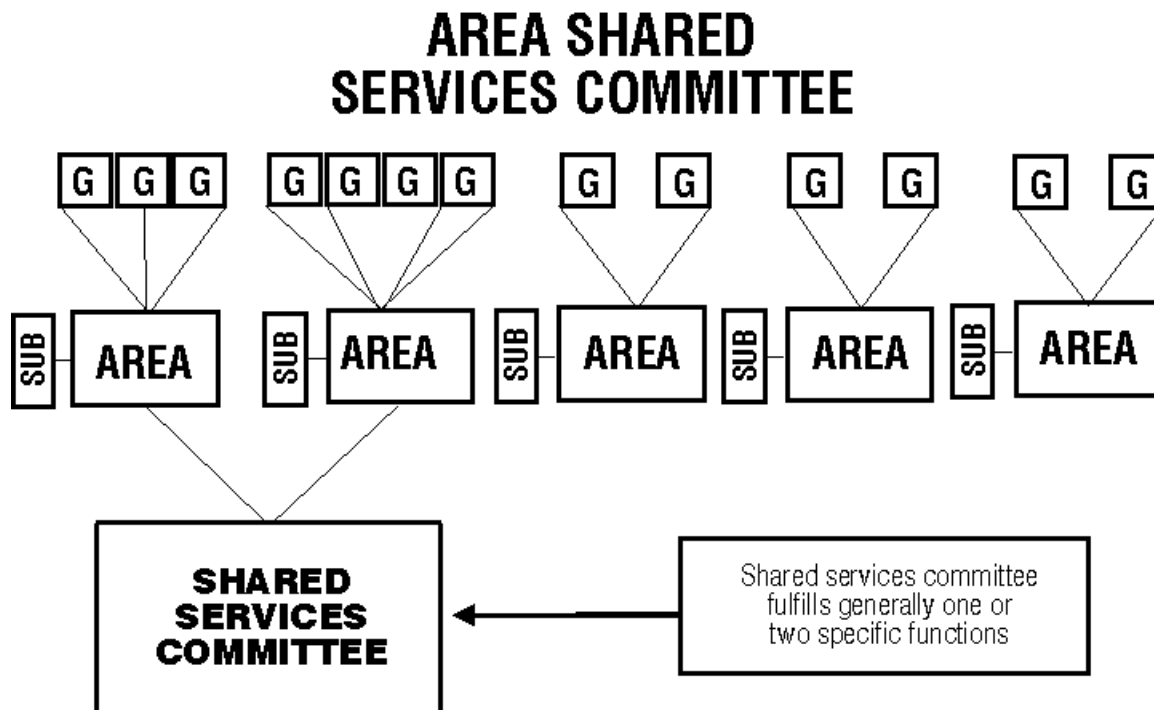 AREA SHARED
SERVICES COMMITTEE
G G G G G G G G G G G G G
SUB AREA SUB AREA SUB AREA SUB AREA SUB AREA
SHARED
SERVICES
COMMITTEE
Shared services committee
fulfills generally one or
two specific functions